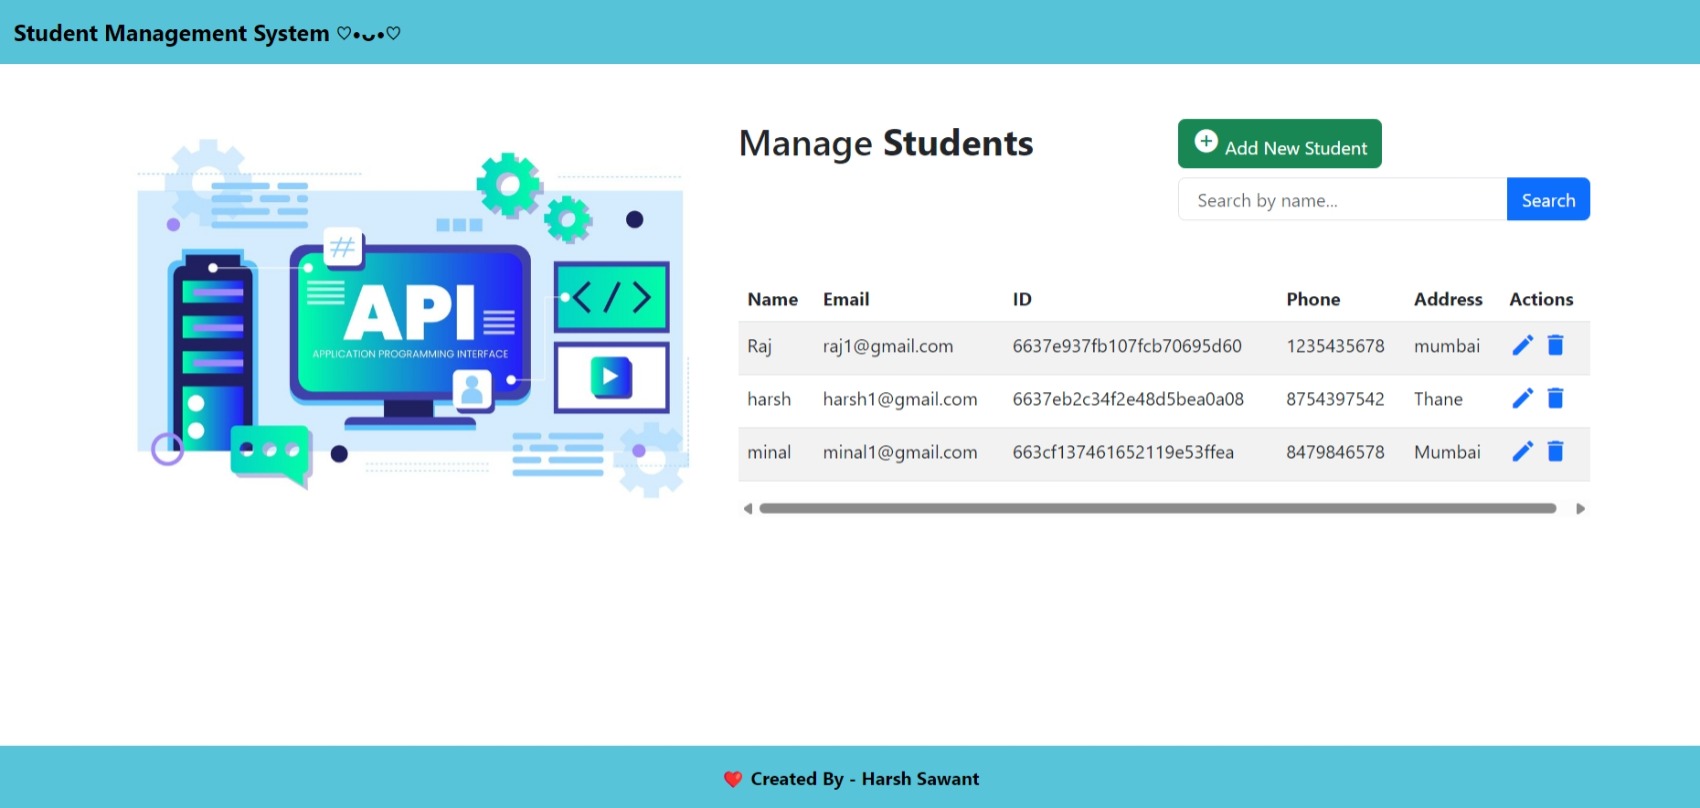 Student Management System ♡•ᴗ•♡
#
API
APPLICATION PROGRAMMING INTERFACE
</>
Manage Students
Add New Student
Search by name...
Search
Name Email ID Phone Address Actions
Raj raj1@gmail.com 6637e937fb107fcb70695d60 1235435678 mumbai
harsh harsh1@gmail.com 6637eb2c34f2e48d5bea0a08 8754397542 Thane
minal minal1@gmail.com 663cf137461652119e53ffea 8479846578 Mumbai
❤️ Created By - Harsh Sawant